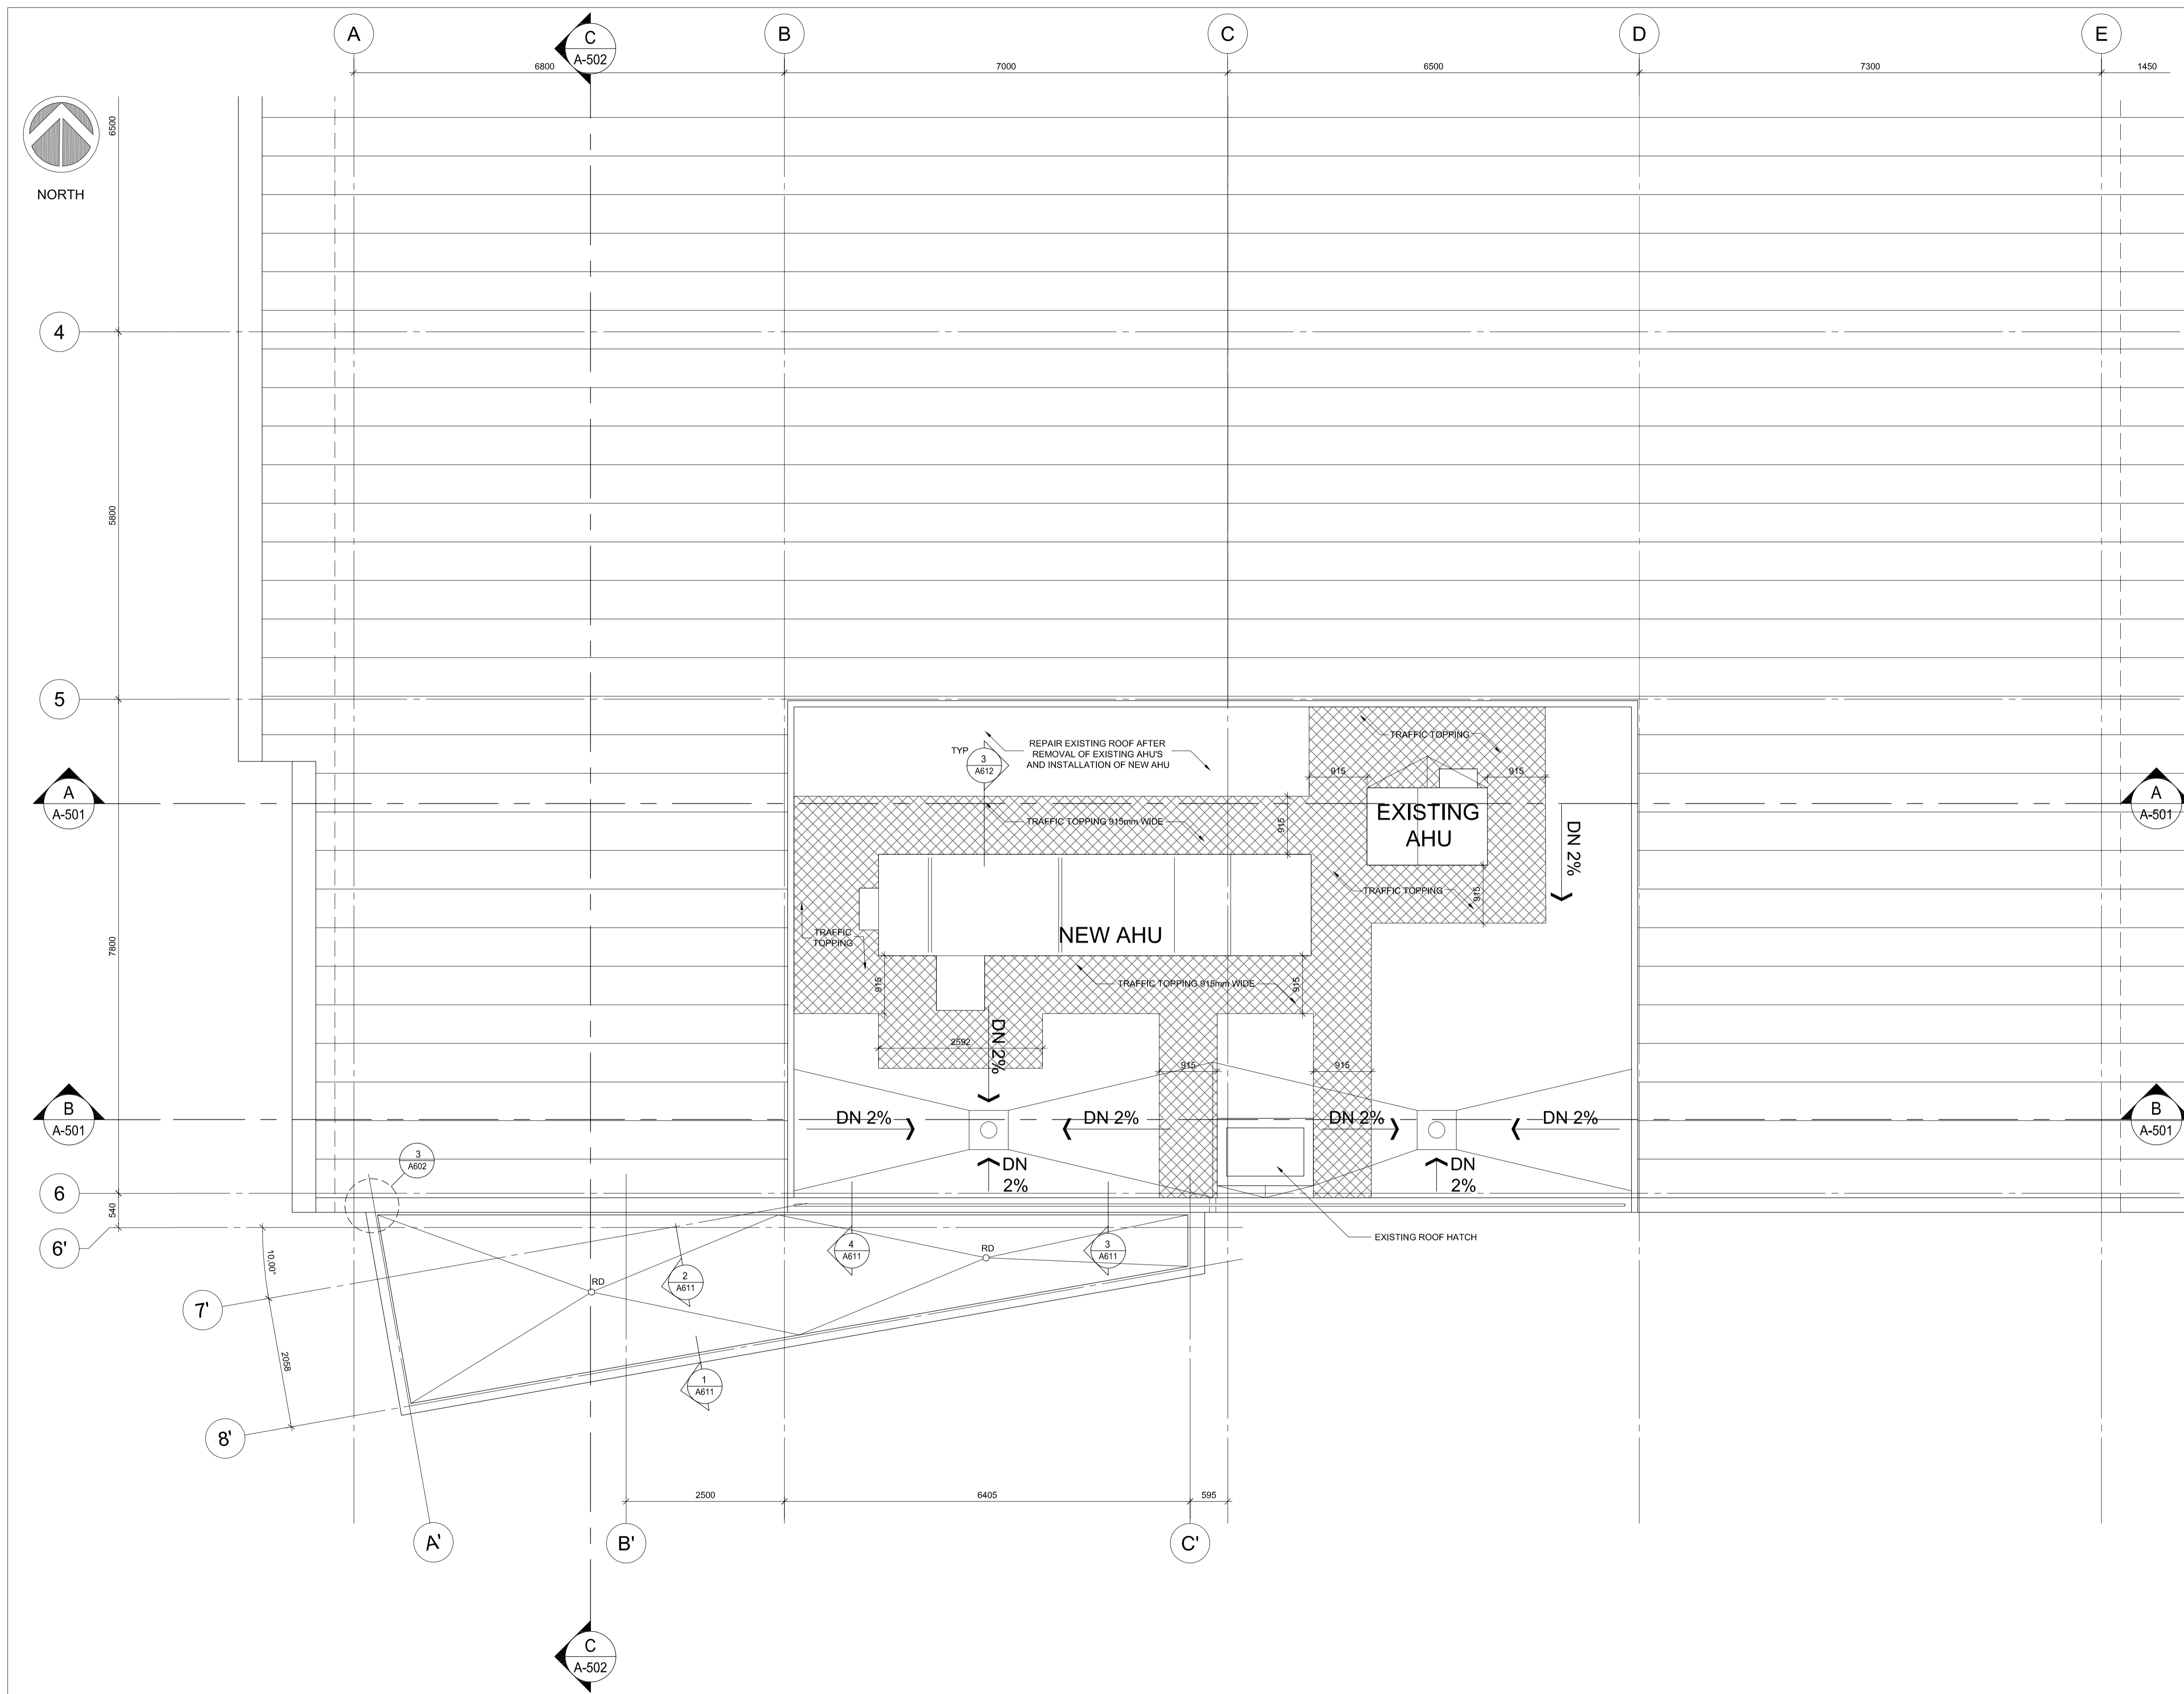 A
C
A-502
B
C
D
E
6800
7000
6500
7300
1450
NORTH
6500
4
5800
5
TYP
3
A612
REPAIR EXISTING ROOF AFTER
REMOVAL OF EXISTING AHU'S
AND INSTALLATION OF NEW AHU
TRAFFIC TOPPING
915
915
A
A-501
A
A-501
TRAFFIC TOPPING 915mm WIDE
915
EXISTING
AHU
DN 2%
TRAFFIC TOPPING
915
TRAFFIC
TOPPING
NEW AHU
7800
915
TRAFFIC TOPPING 915mm WIDE
915
2592
DN 2%
915
915
B
A-501
DN 2%
DN 2%
DN 2%
DN 2%
B
A-501
3
A602
DN
2%
DN
2%
6
540
6'
EXISTING ROOF HATCH
4
A611
3
A611
RD
10.00°
2
A611
RD
7'
2058
1
A611
8'
2500
6405
595
A'
B'
C'
C
A-502